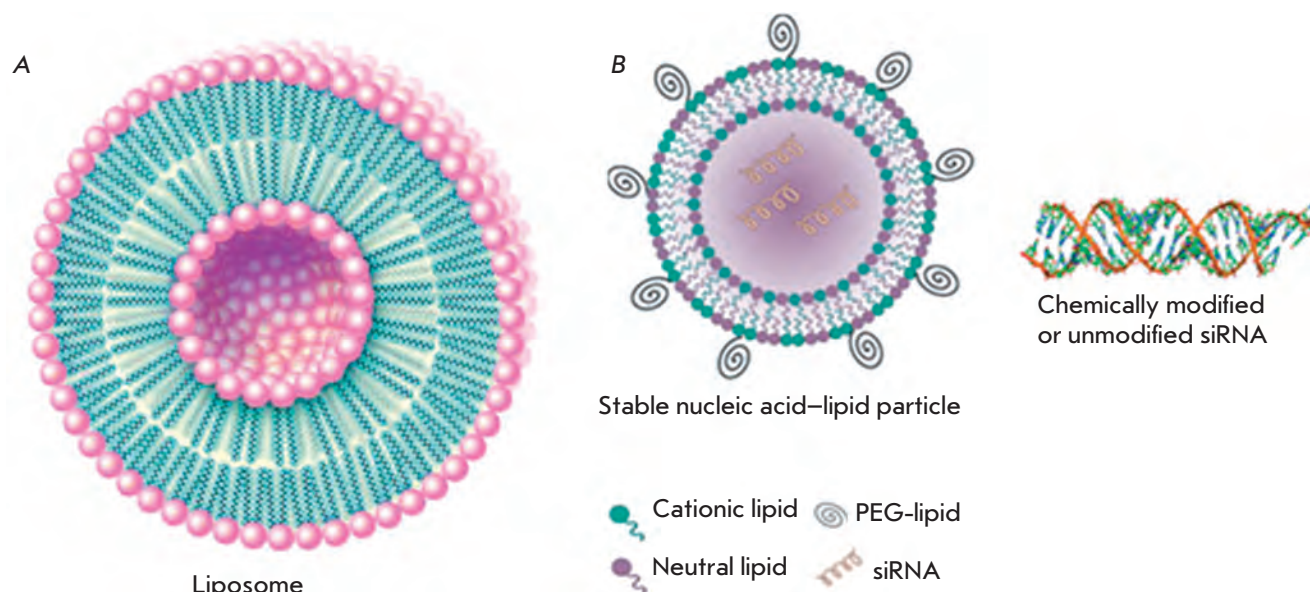 A
B
Chemically modified
or unmodified siRNA
Stable nucleic acid–lipid particle
Cationic lipid
PEG-lipid
Neutral lipid
siRNA
Liposome